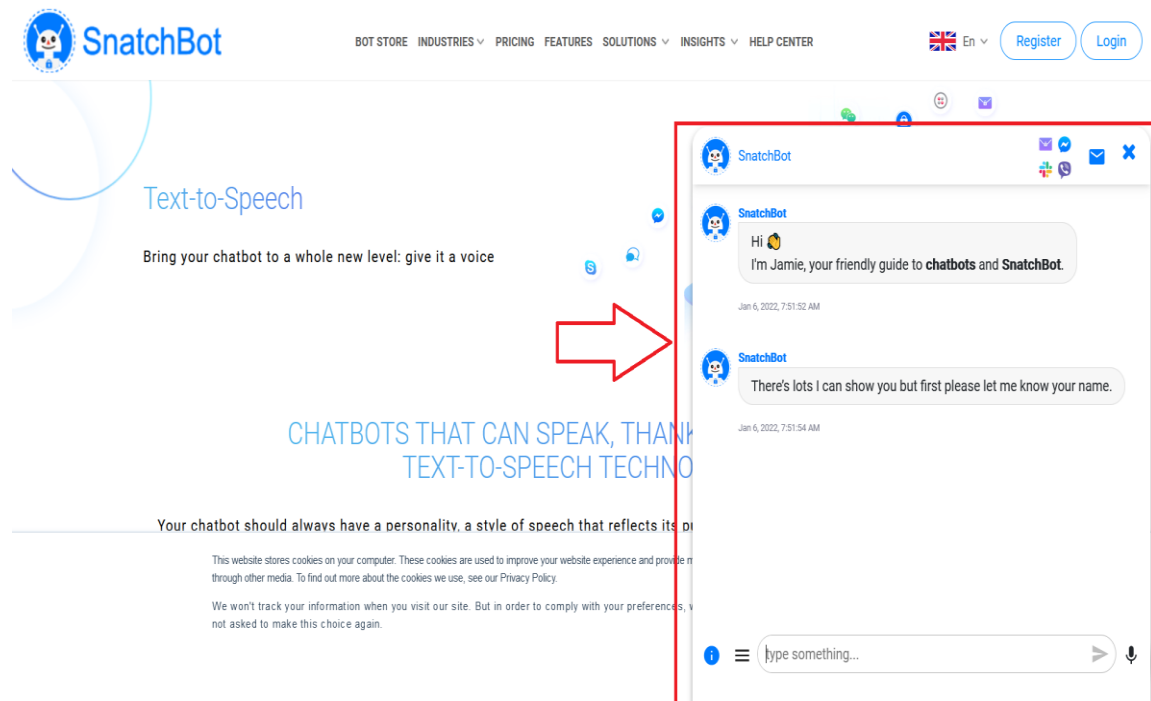 SnatchBot
BOT STORE INDUSTRIES PRICING FEATURES SOLUTIONS INSIGHTS HELP CENTER
En
Register
Login
Text-to-Speech
Bring your chatbot to a whole new level: give it a voice
CHATBOTS THAT CAN SPEAK, THANK
TEXT-TO-SPEECH TECHNO
Your chatbot should always have a personality, a style of speech that reflects its pu
This website stores cookies on your computer. These cookies are used to improve your website experience and provide m
through other media. To find out more about the cookies we use, see our Privacy Policy.
We won't track your information when you visit our site. But in order to comply with your preferences,
not asked to make this choice again.
SnatchBot
SnatchBot
Hi
I'm Jamie, your friendly guide to chatbots and SnatchBot.
Jan 6, 2022, 7:51:52 AM
SnatchBot
There's lots I can show you but first please let me know your name.
Jan 6, 2022, 7:51:54 AM
type something...